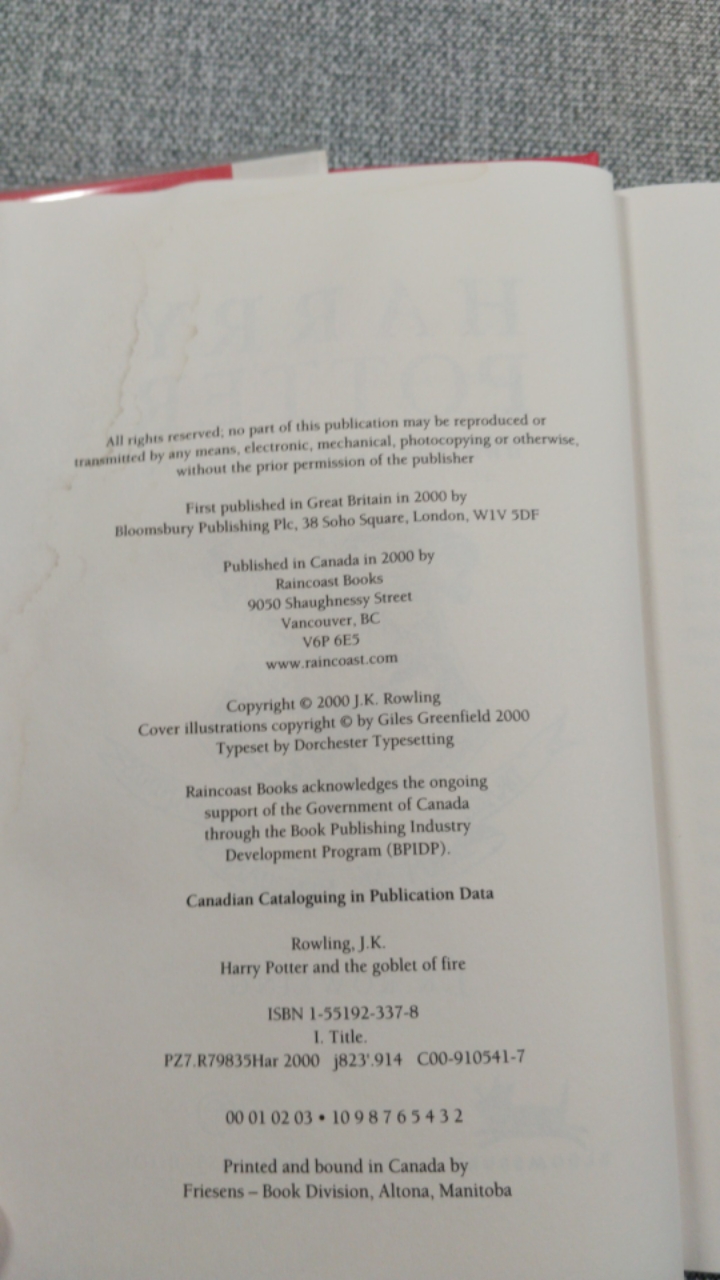 All rights reserved; no part of this publication may be reproduced or
transmitted by any means, electronic, mechanical, photocopying or otherwise,
without the prior permission of the publisher
First published in Great Britain in 2000 by
Bloomsbury Publishing Plc, 38 Soho Square, London, W1V 5DF
Published in Canada in 2000 by
Raincoast Books
9050 Shaughnessy Street
Vancouver, BC
V6P 6E5
www.raincoast.com
Copyright © 2000 J.K. Rowling
Cover illustrations copyright © by Giles Greenfield 2000
Typeset by Dorchester Typesetting
Raincoast Books acknowledges the ongoing
support of the Government of Canada
through the Book Publishing Industry
Development Program (BPIDP).
Canadian Cataloguing in Publication Data
Rowling, J.K.
Harry Potter and the goblet of fire
ISBN 1-55192-337-8
I. Title.
PZ7.R79835Har 2000 j823'.914 C00-910541-7
00 01 02 03 • 10 9 8 7 6 5 4 3 2
Printed and bound in Canada by
Friesens – Book Division, Altona, Manitoba